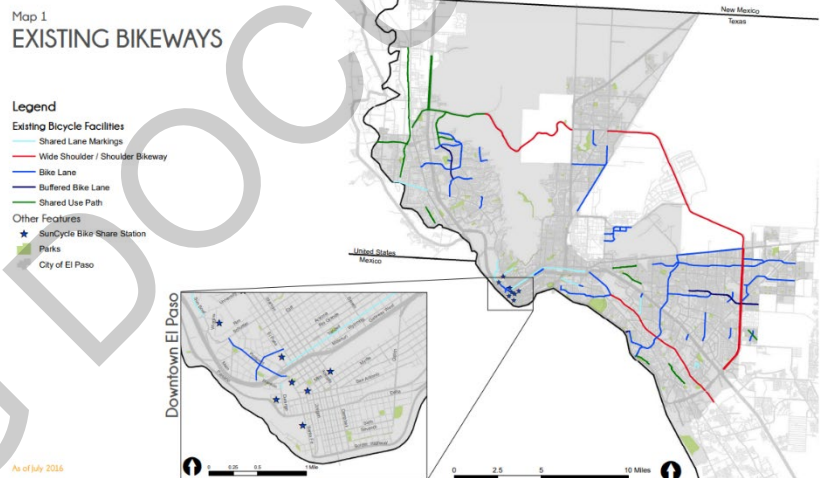 Map 1
EXISTING BIKEWAYS
Legend
Existing Bicycle Facilities
Shared Lane Markings
Wide Shoulder / Shoulder Bikeway
Bike Lane
Buffered Bike Lane
Shared Use Path
Other Features
SunCycle Bike Share Station
Parks
City of El Paso
As of July 2016
New Mexico
Texas
United States
Mexico
Downtown El Paso
0 0.25 0.5 1 Mile
0 2.5 5 10 Miles
DOCU